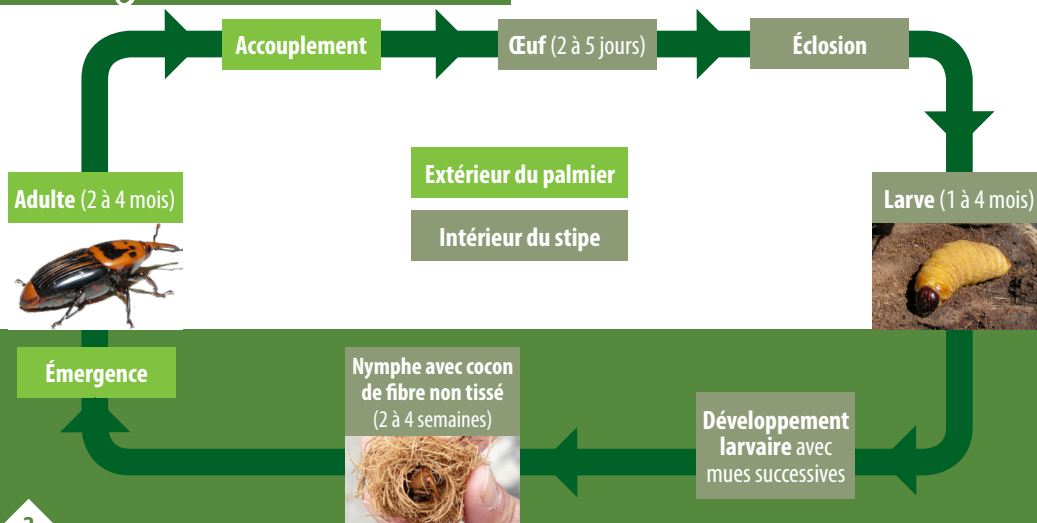 Accouplement
Œuf (2 à 5 jours)
Éclosion
Adulte (2 à 4 mois)
Extérieur du palmier
Intérieur du stipe
Larve (1 à 4 mois)
Émergence
Nymphe avec cocon
de fibre non tissé
(2 à 4 semaines)
Développement
larvaire avec
mues successives